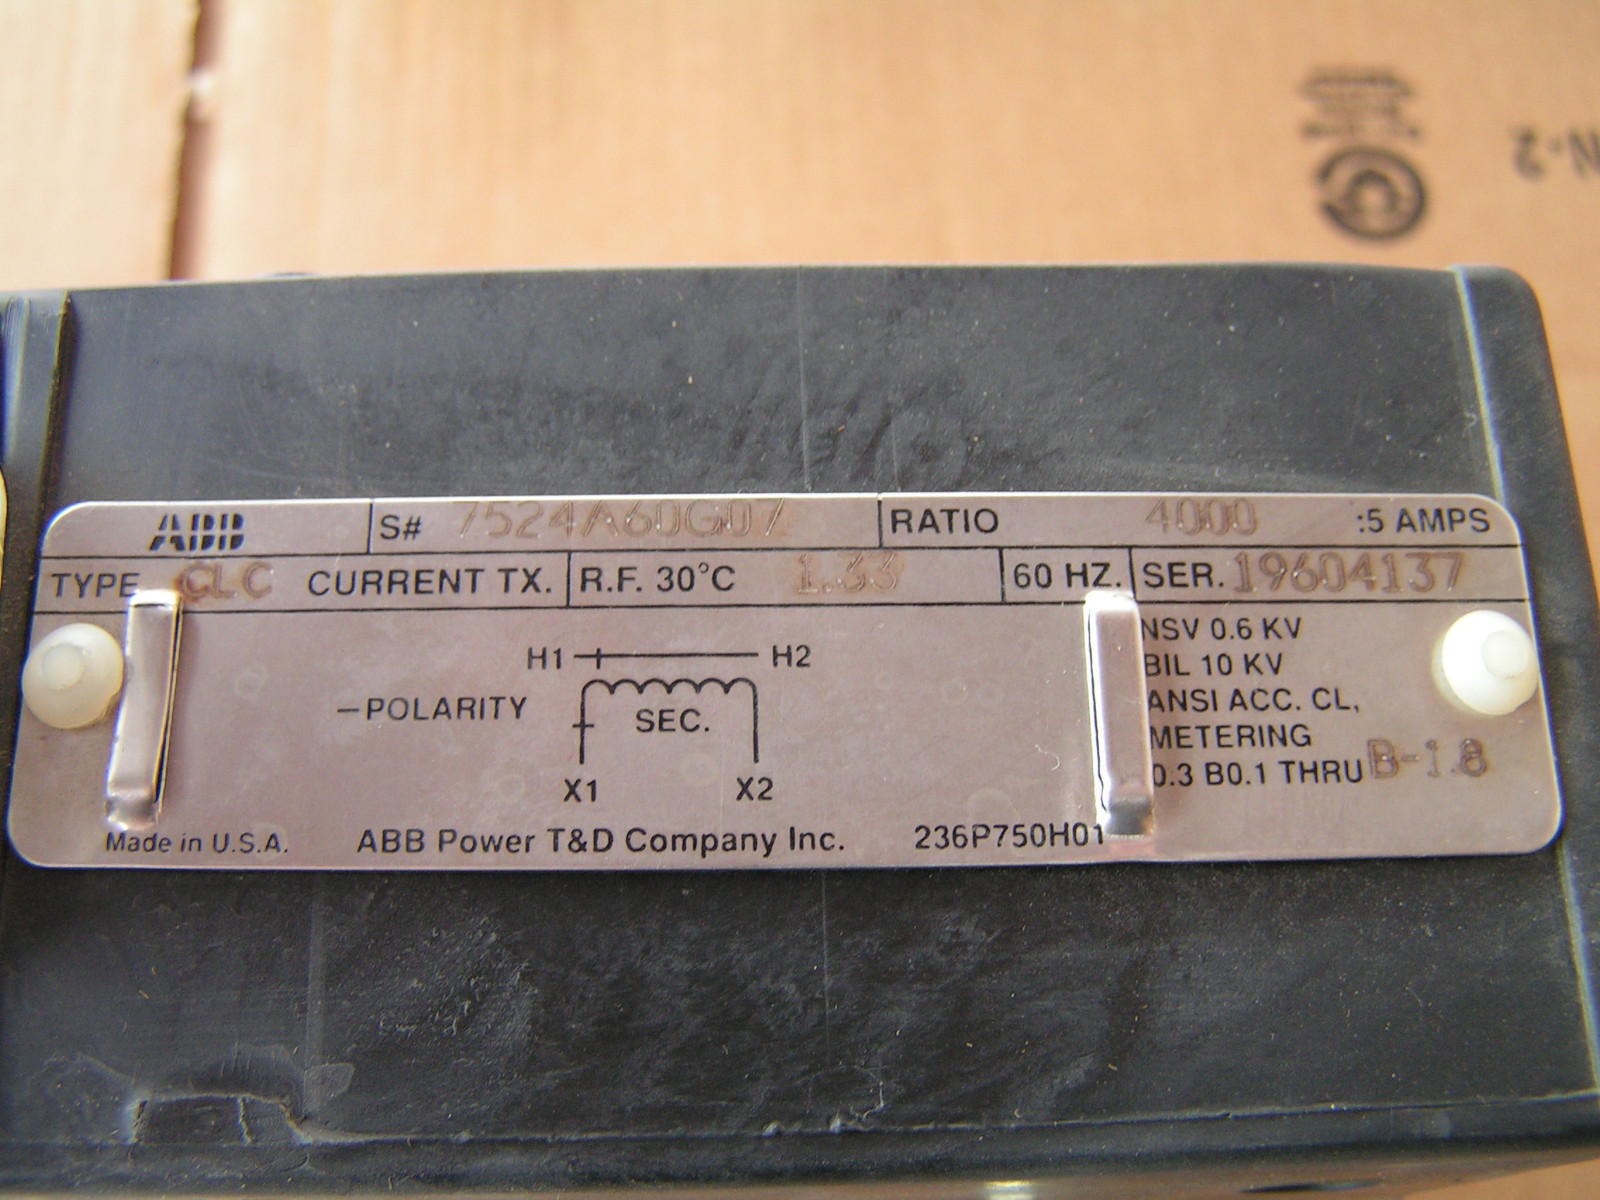 ABB S# 7524A60G07 RATIO 4000 :5 AMPS
TYPE CLC CURRENT TX. R.F. 30°C 1.33 60 HZ. SER. 19604137
NSV 0.6 KV
BIL 10 KV
ANSI ACC. CL,
METERING
0.3 B0.1 THRU B-1.8
H1 H2
–POLARITY
SEC.
X1 X2
Made in U.S.A. ABB Power T&D Company Inc. 236P750H01
N-2